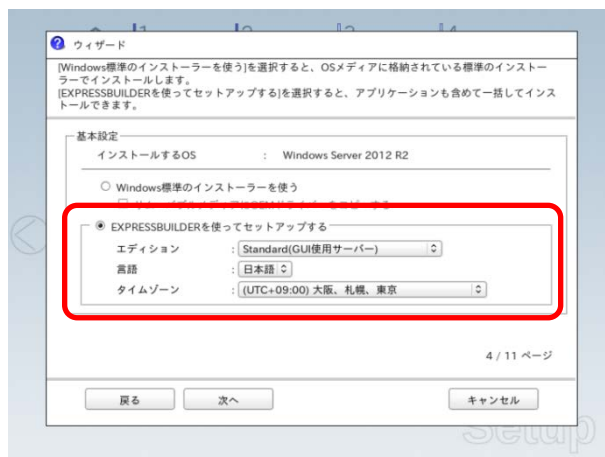 1 2 3 4
ウィザード
[Windows標準のインストーラーを使う]を選択すると、OSメディアに格納されている標準のインストー
ラーでインストールします。
[EXPRESSBUILDERを使ってセットアップする]を選択すると、アプリケーションも含めて一括してインス
トールできます。
基本設定
インストールするOS : Windows Server 2012 R2
Windows標準のインストーラーを使う
EXPRESSBUILDERを使ってセットアップする
エディション : Standard(GUI使用サーバー)
言語 : 日本語
タイムゾーン : (UTC+09:00) 大阪、札幌、東京
4 / 11 ページ
戻る 次へ キャンセル
Setup